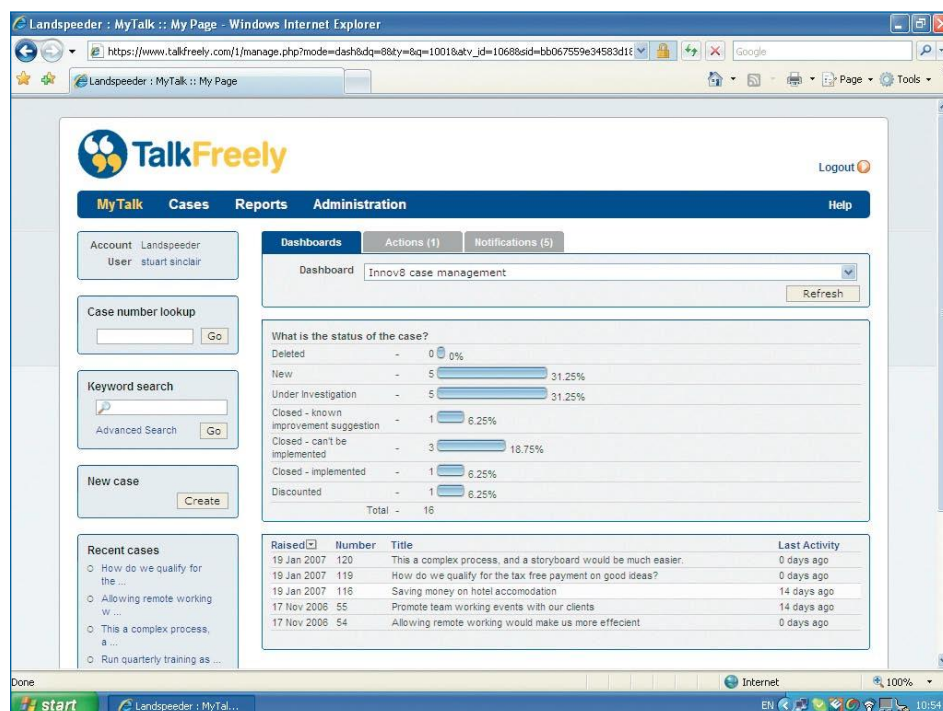 Landspeeder : MyTalk :: My Page - Windows Internet Explorer
https://www.talkfreely.com/1/manage.php?mode=dash&dq=8&ty=&q=1001&atv_id=1068&sid=bb067559e34583d18
Google
Landspeeder : MyTalk :: My Page
Page
Tools
TalkFreely
Logout
MyTalk Cases Reports Administration Help
Account Landspeeder
User stuart sinclair
Case number lookup
Go
Keyword search
Advanced Search Go
New case
Create
Recent cases
How do we qualify for
the ...
Allowing remote working
w ...
This a complex process,
a ...
Run quarterly training as ...
Dashboards Actions (1) Notifications (5)
Dashboard Innov8 case management
Refresh
What is the status of the case?
Deleted - 0 0%
New - 5 31.25%
Under Investigation - 5 31.25%
Closed - known
improvement suggestion - 1 6.25%
Closed - can't be
implemented - 3 18.75%
Closed - implemented - 1 6.25%
Discounted - 1 6.25%
Total - 16
Raised Number Title Last Activity
19 Jan 2007 120 This a complex process, and a storyboard would be much easier. 0 days ago
19 Jan 2007 119 How do we qualify for the tax free payment on good ideas? 0 days ago
19 Jan 2007 116 Saving money on hotel accomodation 14 days ago
17 Nov 2006 55 Promote team working events with our clients 14 days ago
17 Nov 2006 54 Allowing remote working would make us more effecient 0 days ago
Done Internet 100%
start Landspeeder : MyTal... EN 10:54